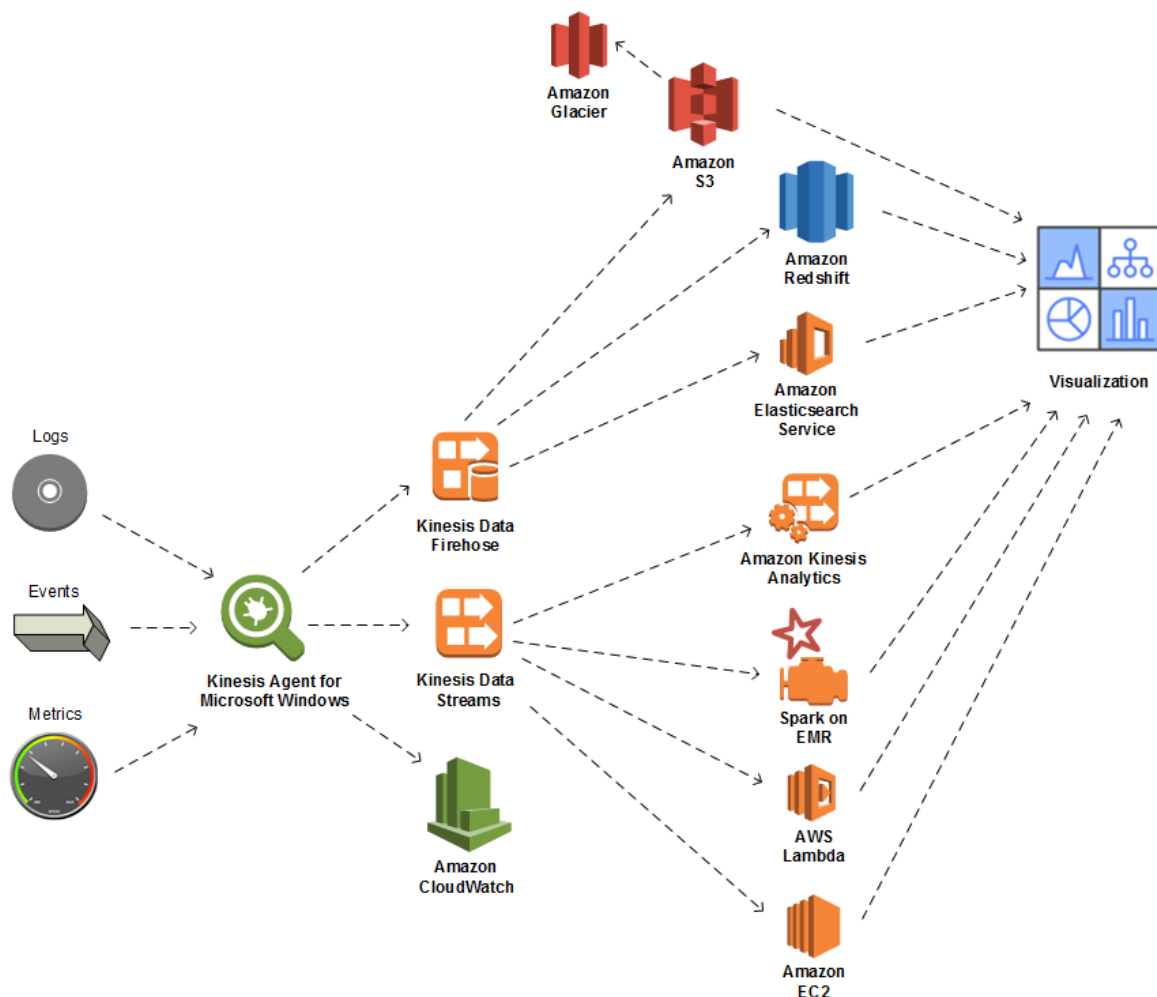 Amazon
Glacier
Amazon
S3
Amazon
Redshift
Visualization
Amazon
Elasticsearch
Service
Logs
Kinesis Data
Firehose
Amazon Kinesis
Analytics
Events
Kinesis Agent for
Microsoft Windows
Kinesis Data
Streams
Metrics
Spark on
EMR
AWS
Lambda
Amazon
CloudWatch
Amazon
EC2